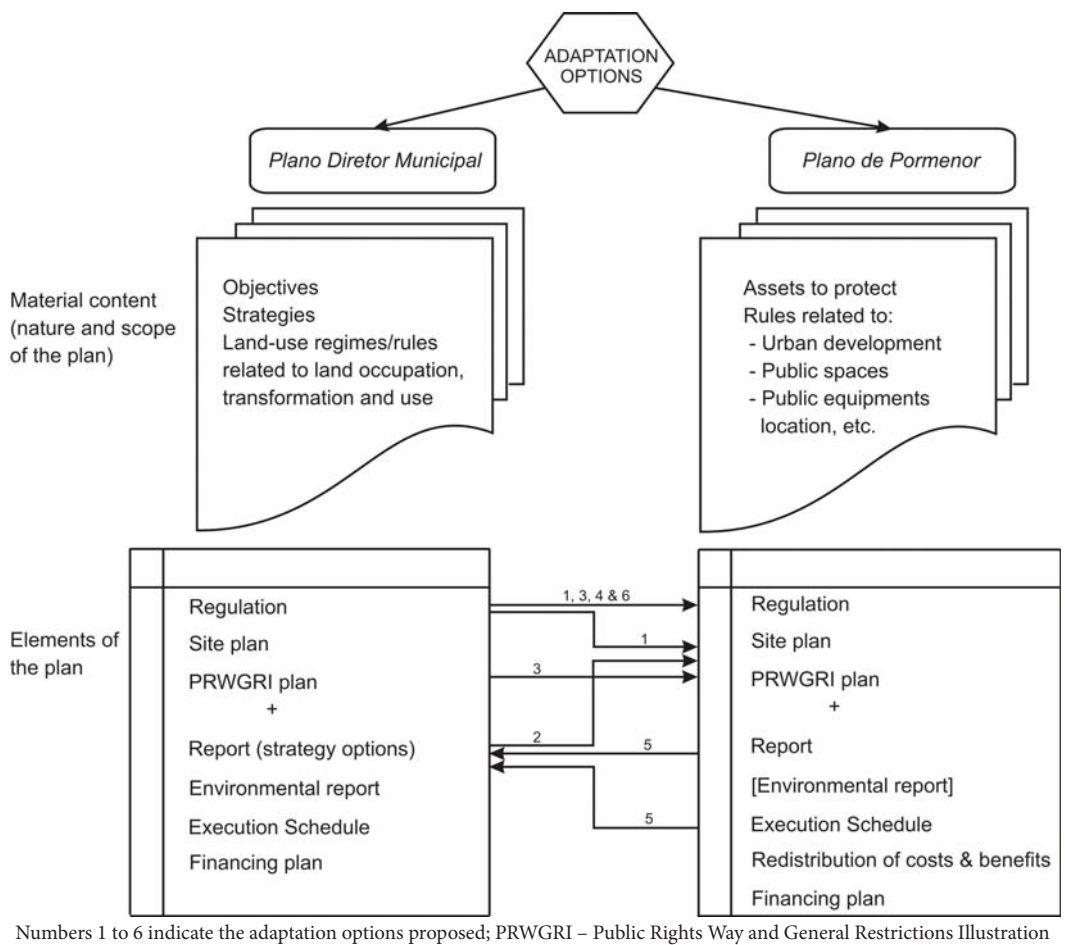 ADAPTATION
OPTIONS
Plano Diretor Municipal
Plano de Pormenor
Material content
(nature and scope
of the plan)
Objectives
Strategies
Land-use regimes/rules
related to land occupation,
transformation and use
Assets to protect
Rules related to:
- Urban development
- Public spaces
- Public equipments
location, etc.
Elements of
the plan
Regulation
Site plan
PRWGRI plan
+
Report (strategy options)
Environmental report
Execution Schedule
Financing plan
1, 3, 4 & 6
1
3
2
5
5
Regulation
Site plan
PRWGRI plan
+
Report
[Environmental report]
Execution Schedule
Redistribution of costs & benefits
Financing plan
Numbers 1 to 6 indicate the adaptation options proposed; PRWGRI – Public Rights Way and General Restrictions Illustration